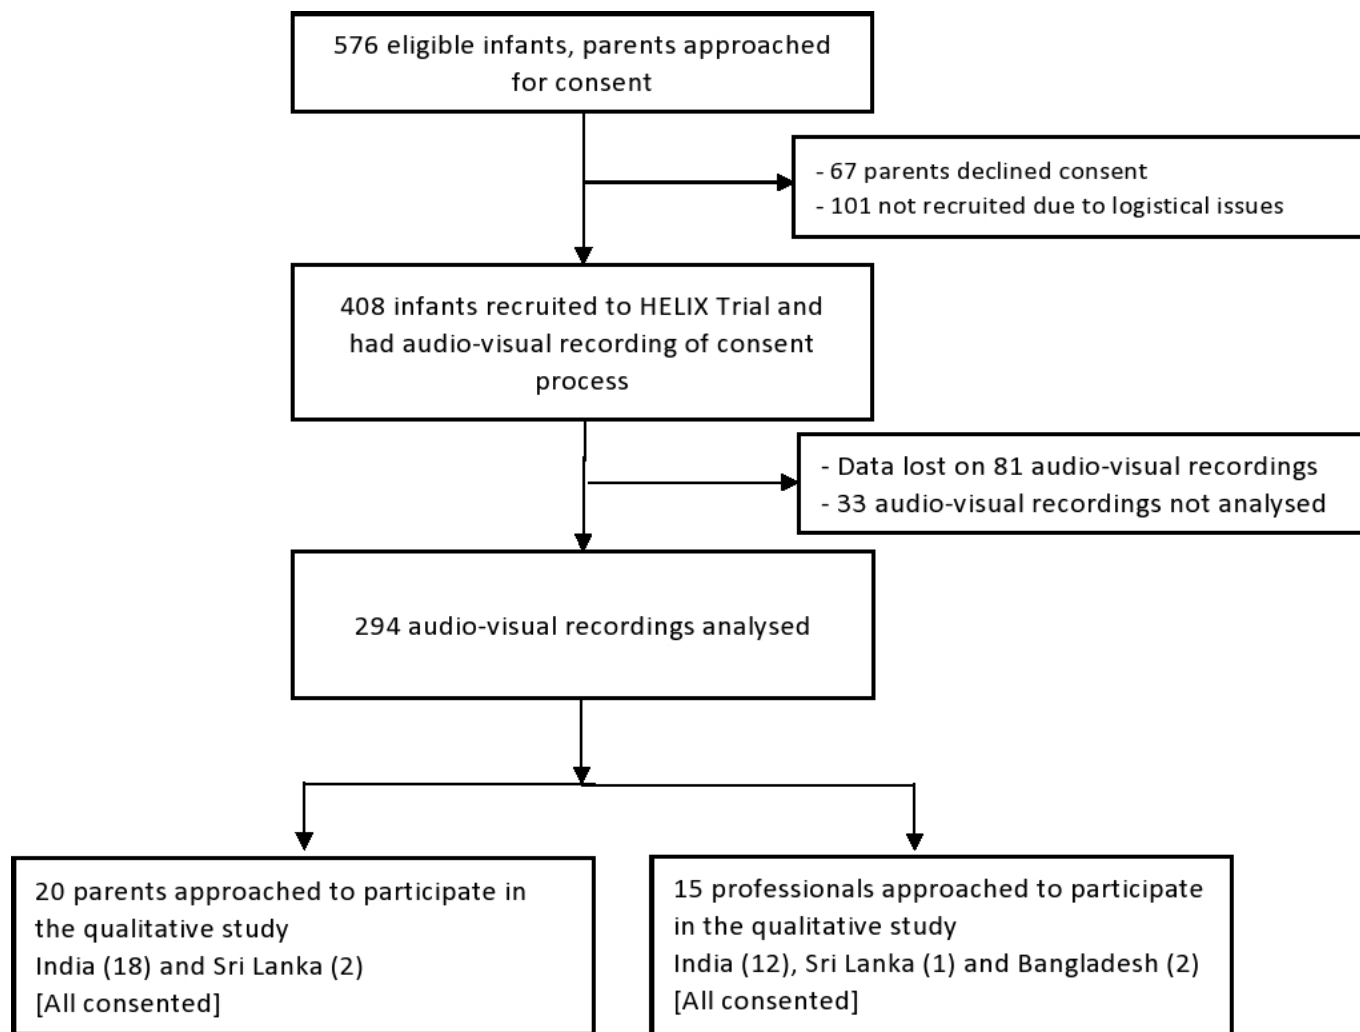 576 eligible infants, parents approached
for consent
- 67 parents declined consent
- 101 not recruited due to logistical issues
408 infants recruited to HELIX Trial and
had audio-visual recording of consent
process
- Data lost on 81 audio-visual recordings
- 33 audio-visual recordings not analysed
294 audio-visual recordings analysed
20 parents approached to participate in
the qualitative study
India (18) and Sri Lanka (2)
[All consented]
15 professionals approached to participate
in the qualitative study
India (12), Sri Lanka (1) and Bangladesh (2)
[All consented]